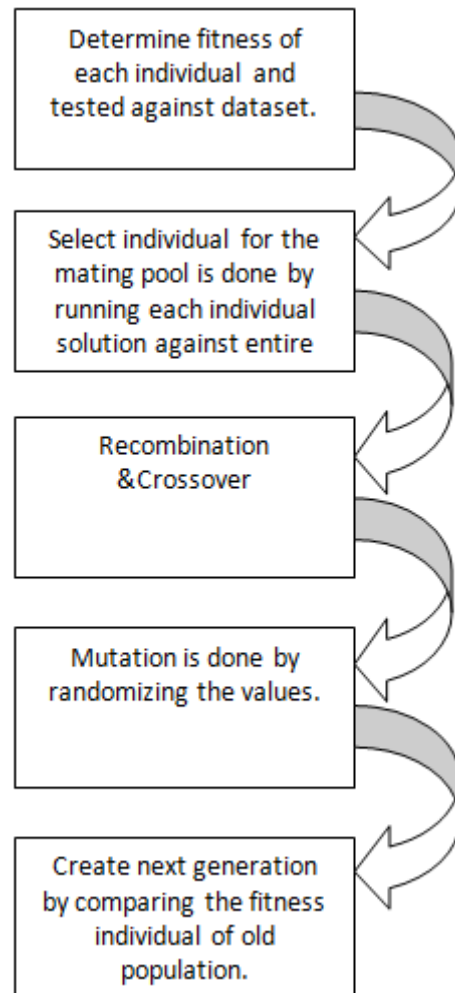 Determine fitness of
each individual and
tested against dataset.
Select individual for the
mating pool is done by
running each individual
solution against entire
Recombination
&Crossover
Mutation is done by
randomizing the values.
Create next generation
by comparing the fitness
individual of old
population.